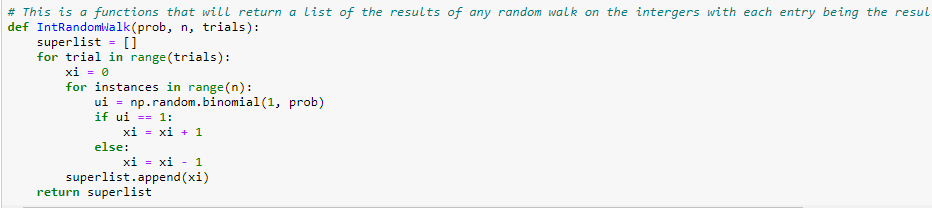 # This is a functions that will return a list of the results of any random walk on the intergers with each entry being the resul
def IntRandomWalk(prob, n, trials):
    superlist = []
    for trial in range(trials):
        xi = 0
        for instances in range(n):
            ui = np.random.binomial(1, prob)
            if ui == 1:
                xi = xi + 1
            else:
                xi = xi - 1
        superlist.append(xi)
    return superlist